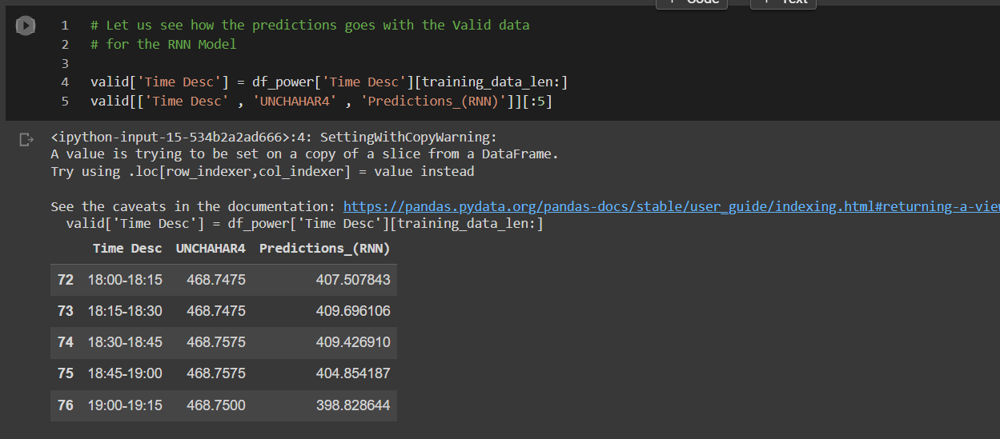 + Code + Text
1 # Let us see how the predictions goes with the Valid data
2 # for the RNN Model
3
4 valid['Time Desc'] = df_power['Time Desc'][training_data_len:]
5 valid[['Time Desc' , 'UNCHAHAR4' , 'Predictions_(RNN)']][:5]
<ipython-input-15-534b2a2ad666>:4: SettingWithCopyWarning:
A value is trying to be set on a copy of a slice from a DataFrame.
Try using .loc[row_indexer,col_indexer] = value instead
See the caveats in the documentation: https://pandas.pydata.org/pandas-docs/stable/user_guide/indexing.html#returning-a-view
valid['Time Desc'] = df_power['Time Desc'][training_data_len:]
Time Desc UNCHAHAR4 Predictions_(RNN)
72 18:00-18:15 468.7475 407.507843
73 18:15-18:30 468.7475 409.696106
74 18:30-18:45 468.7575 409.426910
75 18:45-19:00 468.7575 404.854187
76 19:00-19:15 468.7500 398.828644